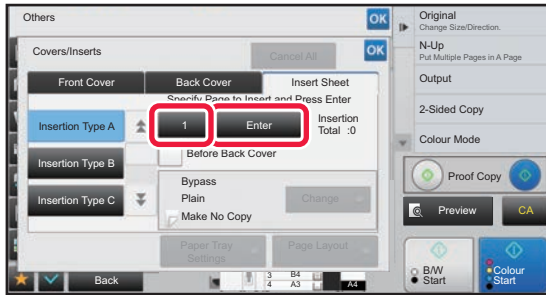 Others
OK
Covers/Inserts
Cancel All
OK
Front Cover
Back Cover
Insert Sheet
Specify Page to Insert and Press Enter
Insertion Type A
1
Enter
Insertion
Total :0
Before Back Cover
Insertion Type B
Bypass
Plain
Change
Insertion Type C
Make No Copy
Paper Tray
Settings
Page Layout
Back
3 B4
4 A3
A4
Original
Change Size/Direction.
N-Up
Put Multiple Pages in A Page
Output
2-Sided Copy
Colour Mode
Proof Copy
Preview
CA
B/W
Start
Colour
Start